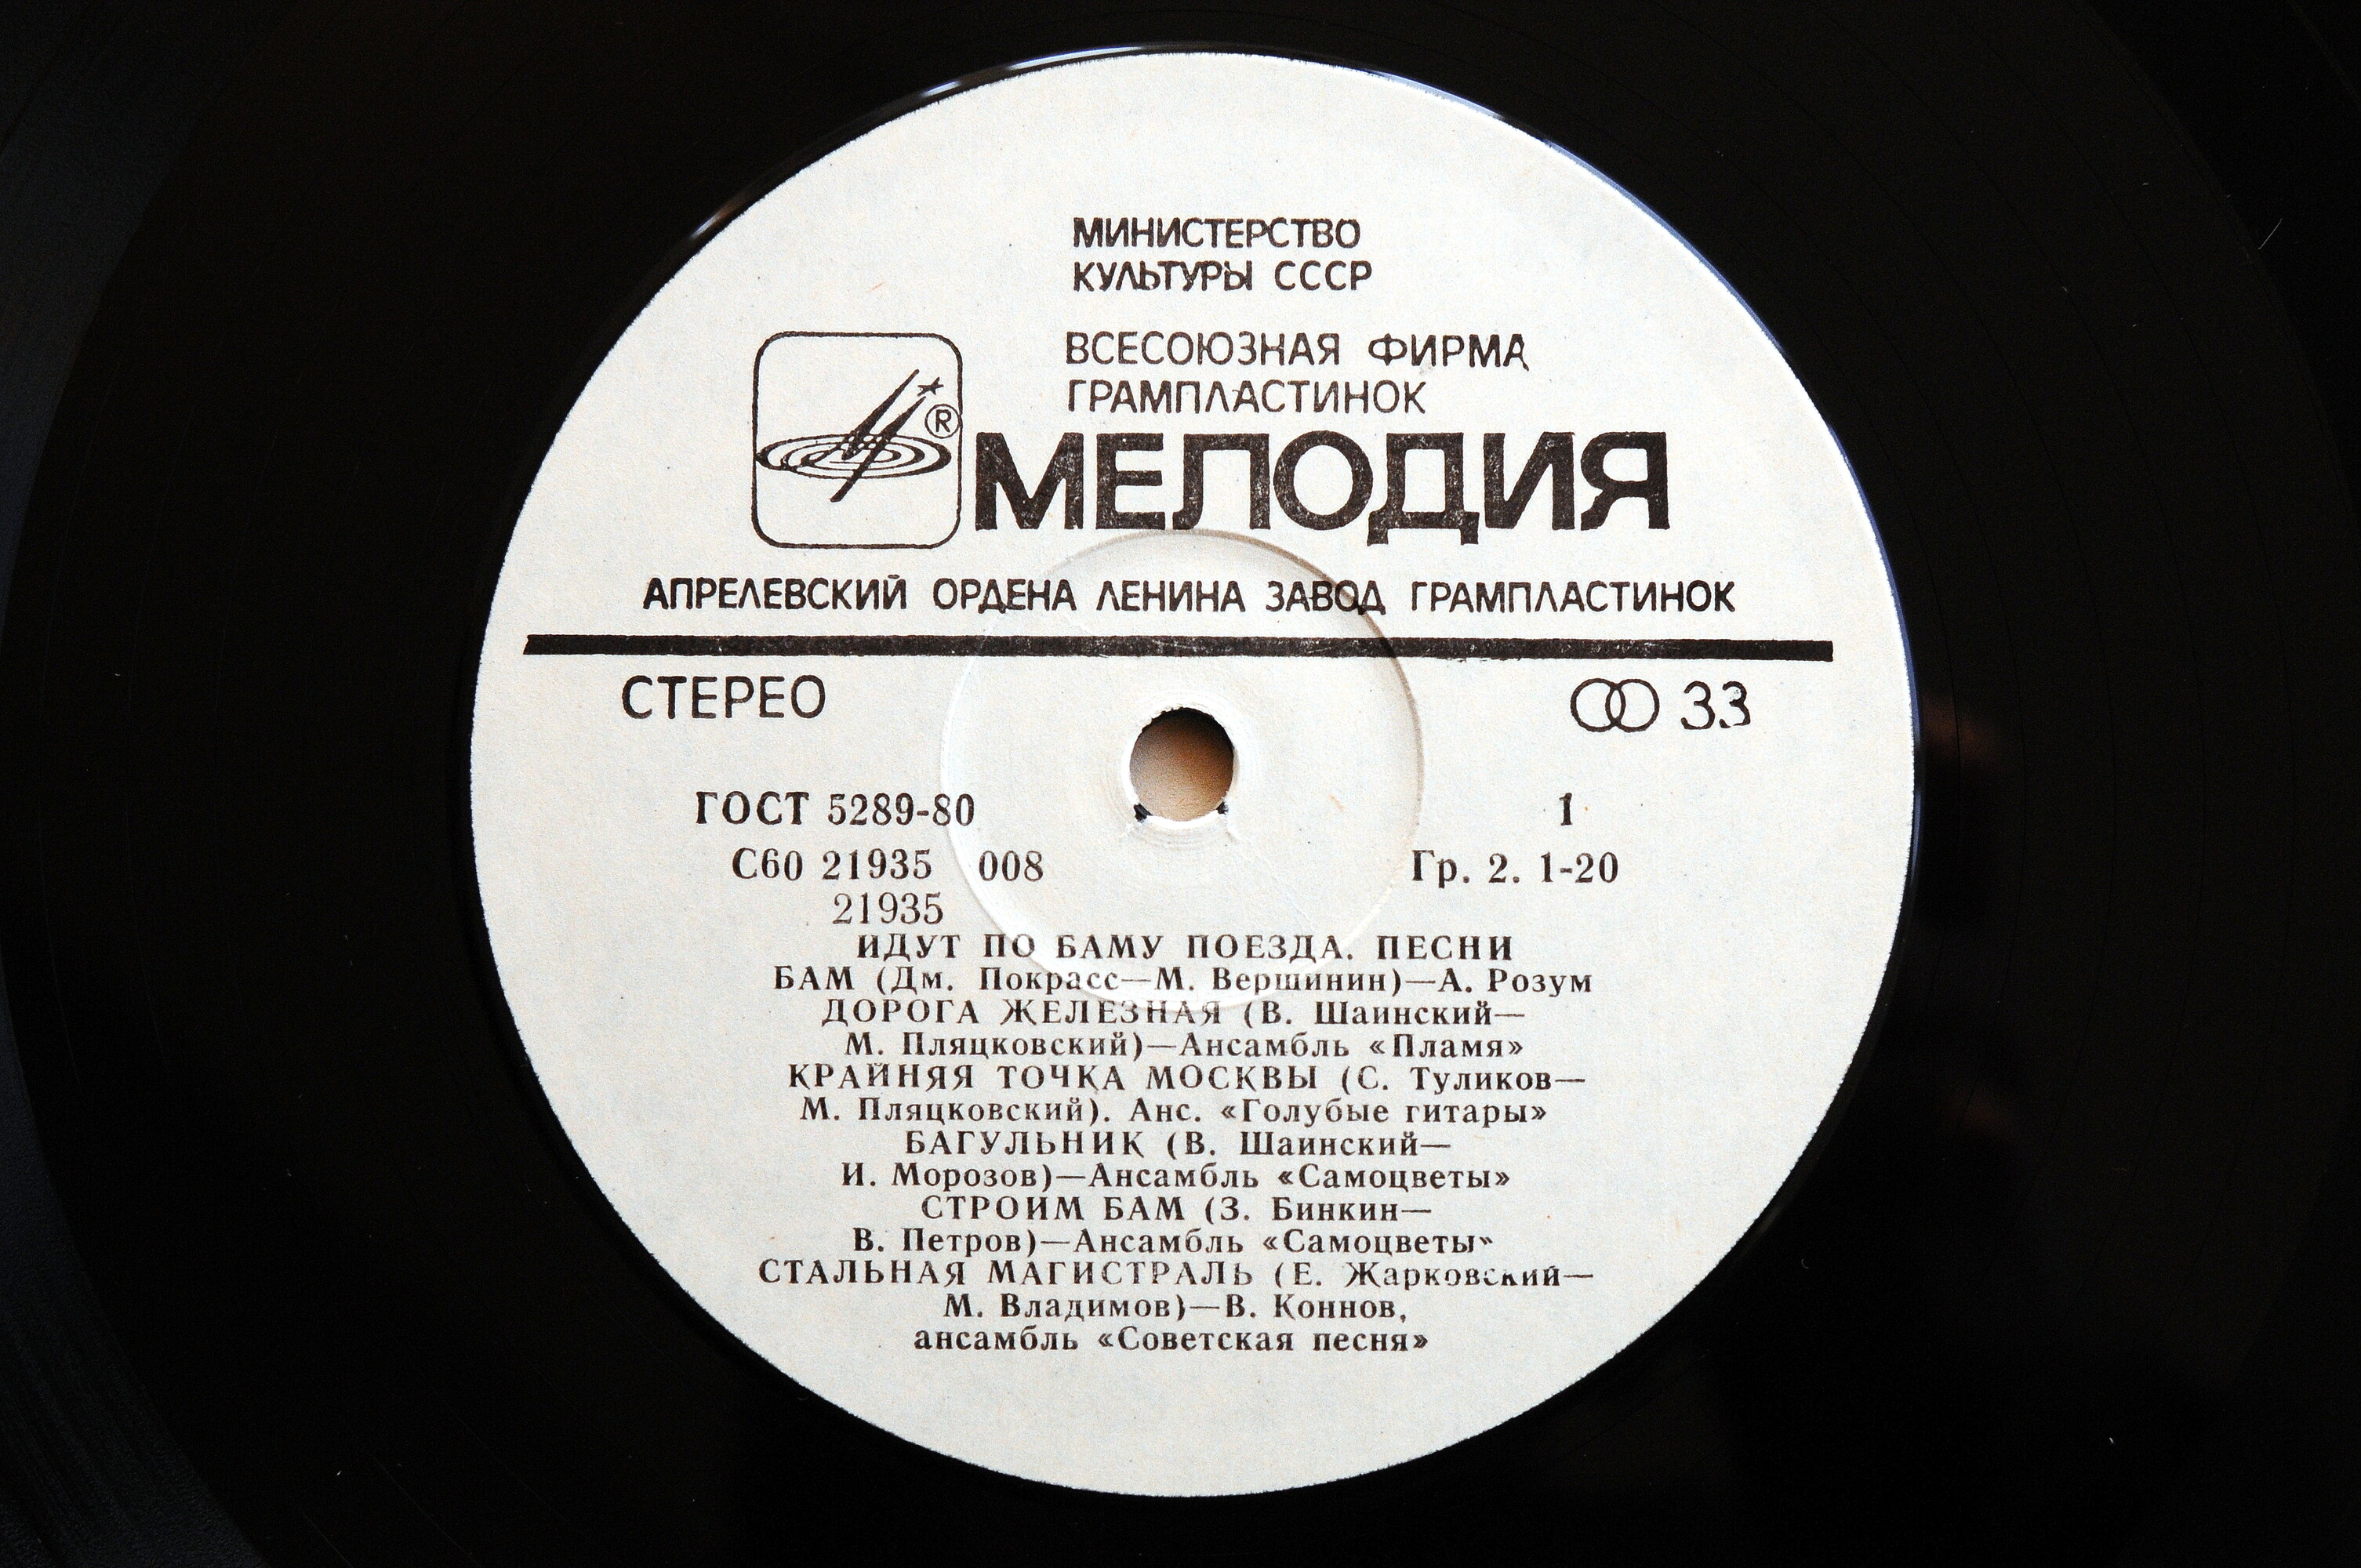 МИНИСТЕРСТВО
КУЛЬТУРЫ СССР
ВСЕСОЮЗНАЯ ФИРМА
ГРАМПЛАСТИНОК
®
МЕЛОДИЯ
АПРЕЛЕВСКИЙ ОРДЕНА ЛЕНИНА ЗАВОД ГРАМПЛАСТИНОК
СТЕРЕО 33
ГОСТ 5289-80 1
С60 21935 008 Гр. 2. 1-20
21935
ИДУТ ПО БАМУ ПОЕЗДА. ПЕСНИ
БАМ (Дм. Покрасс—М. Вершинин)—А. Розум
ДОРОГА ЖЕЛЕЗНАЯ (В. Шаинский—
М. Пляцковский)—Ансамбль «Пламя»
КРАЙНЯЯ ТОЧКА МОСКВЫ (С. Туликов—
М. Пляцковский). Анс. «Голубые гитары»
БАГУЛЬНИК (В. Шаинский—
И. Морозов)—Ансамбль «Самоцветы»
СТРОИМ БАМ (З. Бинкин—
В. Петров)—Ансамбль «Самоцветы»
СТАЛЬНАЯ МАГИСТРАЛЬ (Е. Жарковский—
М. Владимов)—В. Коннов,
ансамбль «Советская песня»